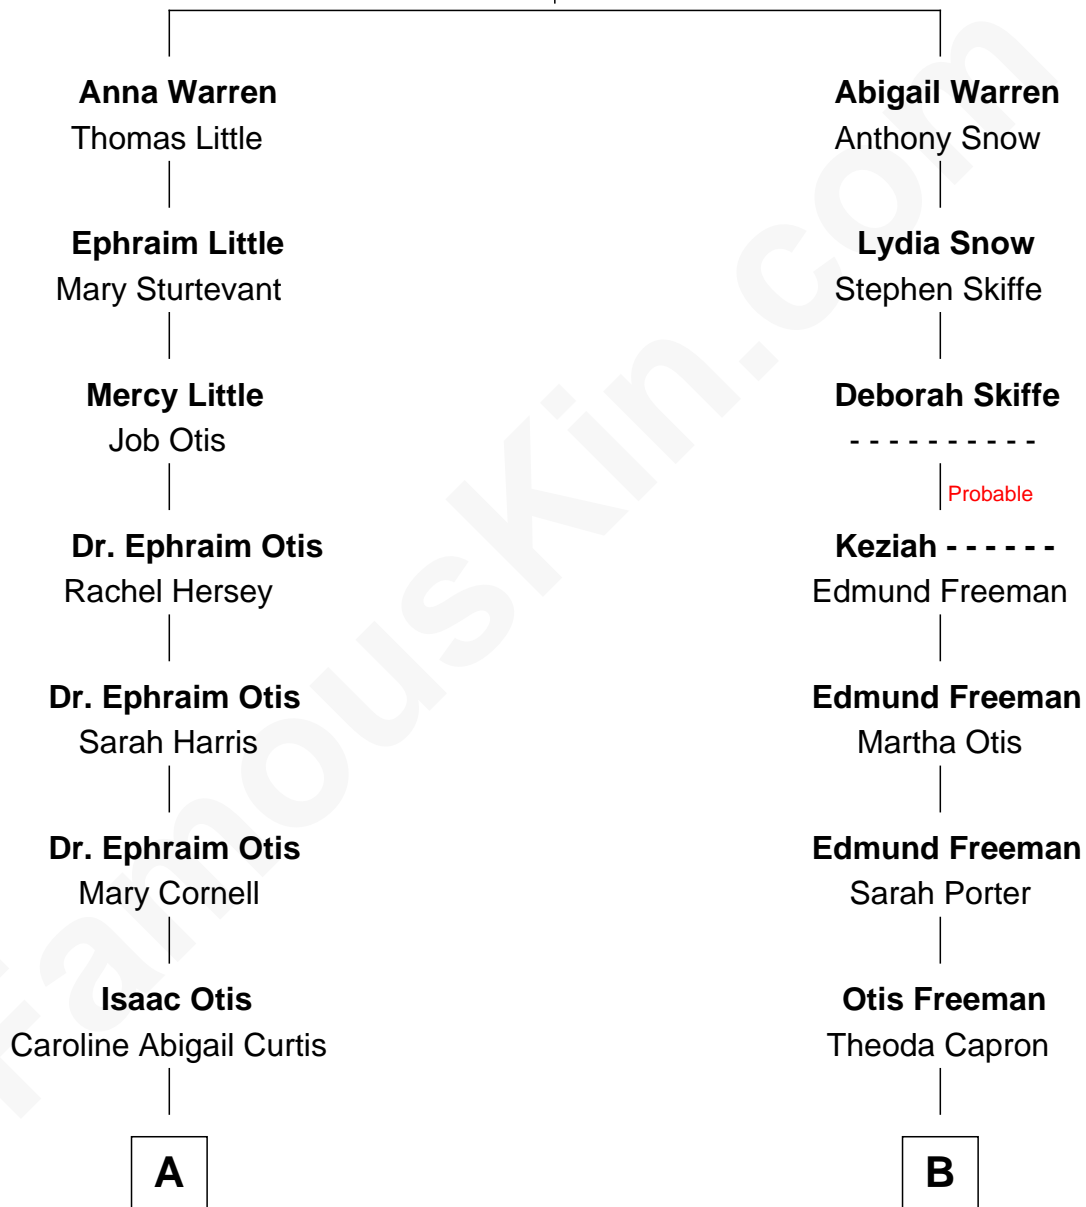 Anna Warren
Thomas Little
Ephraim Little
Mary Sturtevant
Mercy Little
Job Otis
Dr. Ephraim Otis
Rachel Hersey
Dr. Ephraim Otis
Sarah Harris
Dr. Ephraim Otis
Mary Cornell
Isaac Otis
Caroline Abigail Curtis
A
Abigail Warren
Anthony Snow
Lydia Snow
Stephen Skiffe
Deborah Skiffe
- - - - - - - - - -
Probable
Keziah - - - - - -
Edmund Freeman
Edmund Freeman
Martha Otis
Edmund Freeman
Sarah Porter
Otis Freeman
Theoda Capron
B
FamousKin.com